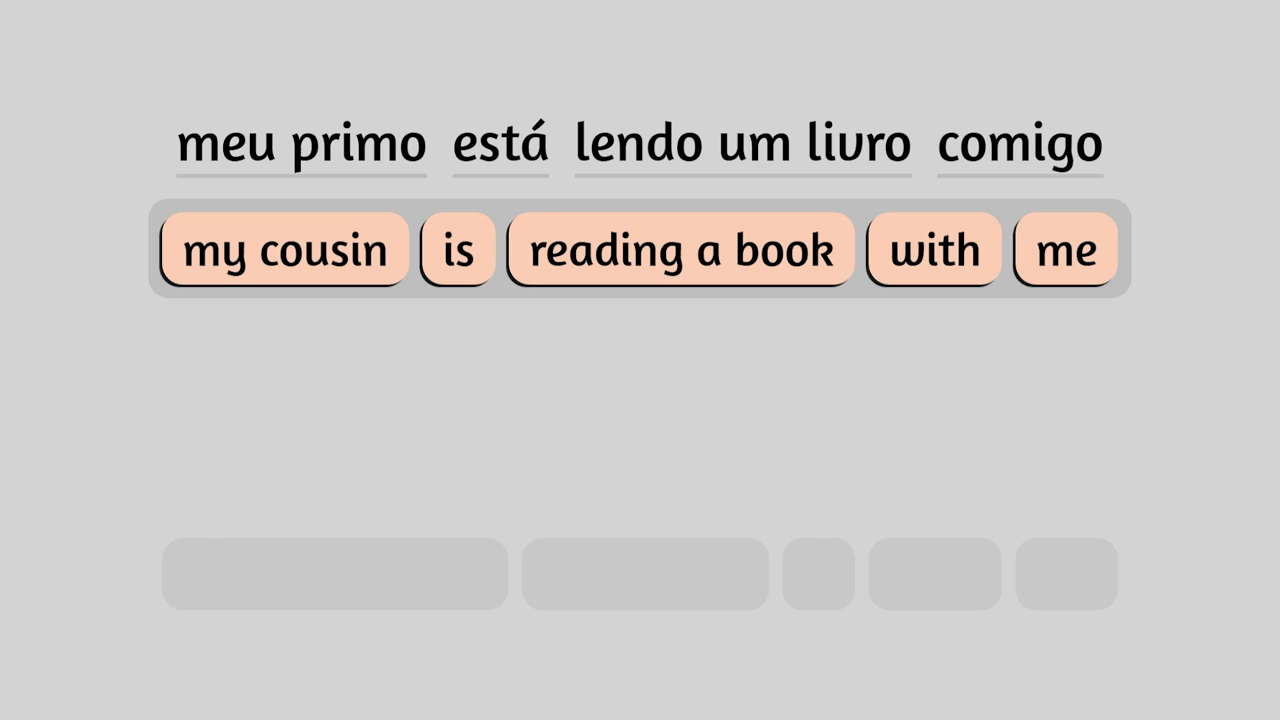 meu primo está lendo um livro comigo
my cousin is reading a book with me